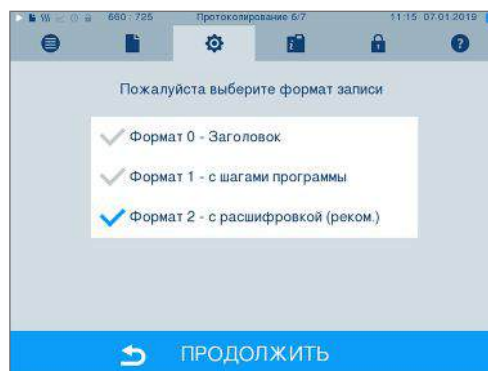 660 : 725 Протоколирование 6/7 11:15 07.01.2019
Пожалуйста выберите формат записи
Формат 0 - Заголовок
Формат 1 - с шагами программы
Формат 2 - с расшифровкой (реком.)
ПРОДОЛЖИТЬ